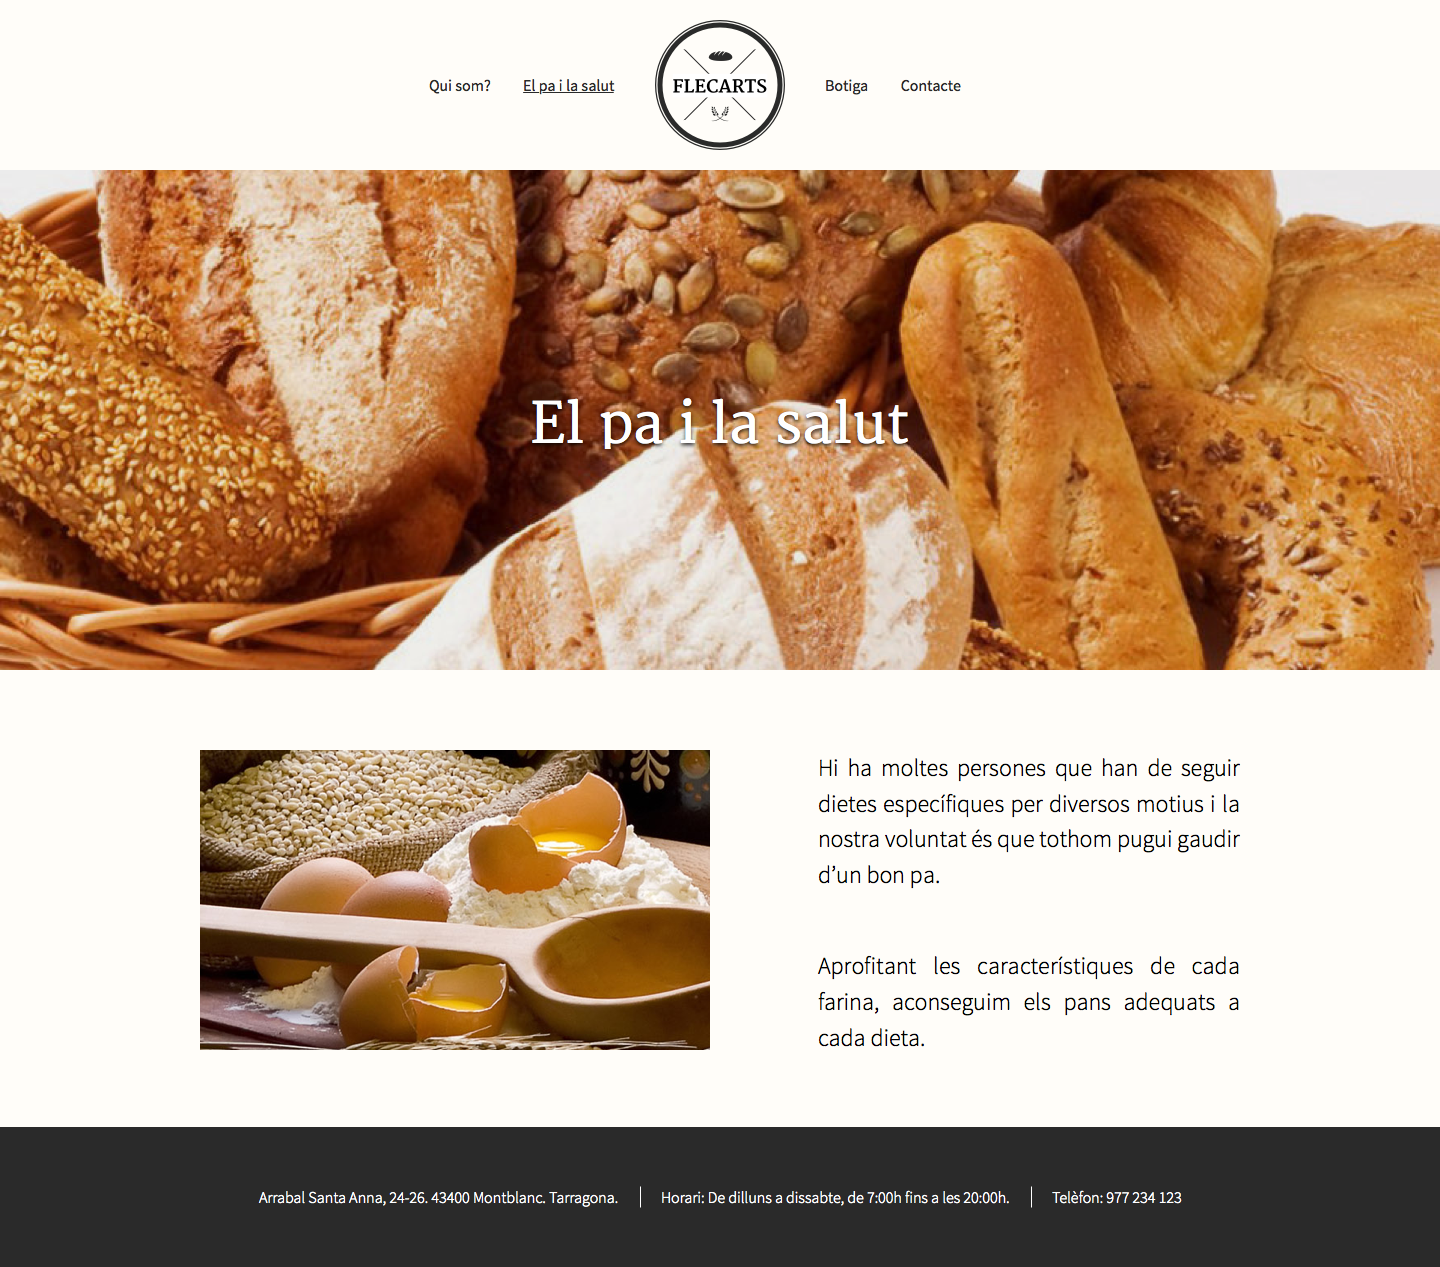 Qui som?
El pa i la salut
FLECARTS
Botiga
Contacte
El pa i la salut
Hi ha moltes persones que han de seguir
dietes específiques per diversos motius i la
nostra voluntat és que tothom pugui gaudir
d’un bon pa.
Aprofitant les característiques de cada
farina, aconseguim els pans adequats a
cada dieta.
Arrabal Santa Anna, 24-26. 43400 Montblanc. Tarragona.
Horari: De dilluns a dissabte, de 7:00h fins a les 20:00h.
Telèfon: 977 234 123